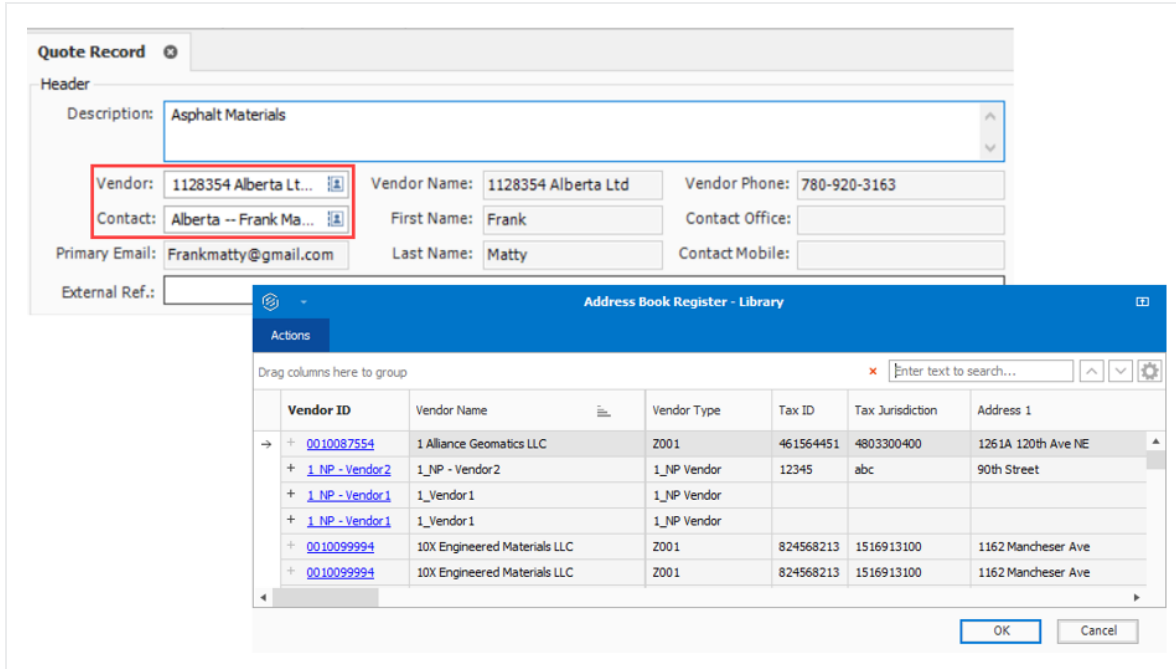 Quote Record
Header
Description: Asphalt Materials
Vendor: 1128354 Alberta Lt... Vendor Name: 1128354 Alberta Ltd Vendor Phone: 780-920-3163
Contact: Alberta -- Frank Ma... First Name: Frank Contact Office:
Primary Email: Frankmatty@gmail.com Last Name: Matty Contact Mobile:
External Ref.:
Address Book Register - Library
Actions
Drag columns here to group Enter text to search...
Vendor ID Vendor Name Vendor Type Tax ID Tax Jurisdiction Address 1
0010087554 1 Alliance Geomatics LLC Z001 461564451 4803300400 1261A 120th Ave NE
1_NP - Vendor2 1_NP - Vendor2 1_NP Vendor 12345 abc 90th Street
1_NP - Vendor1 1_Vendor1 1_NP Vendor
1_NP - Vendor1 1_Vendor1 1_NP Vendor
0010099994 10X Engineered Materials LLC Z001 824568213 1516913100 1162 Mancheser Ave
0010099994 10X Engineered Materials LLC Z001 824568213 1516913100 1162 Mancheser Ave
OK Cancel